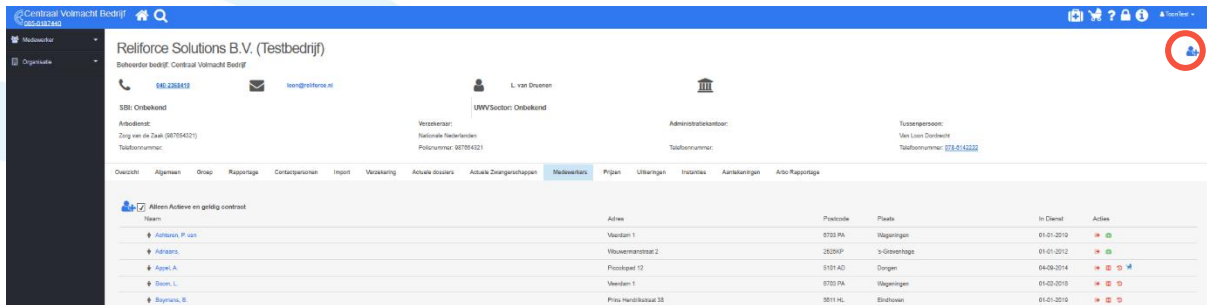 Centraal Volmacht Bedrijf
085-0187440
ToonTest
Medewerker
Organisatie
Reliforce Solutions B.V. (Testbedrijf)
Beheerder bedrijf: Centraal Volmacht Bedrijf
040-2368418 toon@reliforce.nl L. van Drunen
SBI: Onbekend UWVSector: Onbekend
Arbodienst: Verzekeraar: Administratiekantoor: Tussenpersoon:
Zorg van de Zaak (987654321) Nationale Nederlanden Van Loon Dordrecht
Telefoonnummer: Polisnummer: 987654321 Telefoonnummer: Telefoonnummer: 078-6142222
Overzicht Algemeen Groep Rapportage Contactpersonen Import Verzekering Actuele dossiers Actuele Zwangerschappen Medewerkers Prijzen Uitkeringen Instanties Aantekeningen Arbo Rapportage
Alleen Actieve en geldig contract
Naam Adres Postcode Plaats In Dienst Acties
Achteren, P. van Veerdam 1 6703 PA Wageningen 01-01-2019
Adriaans, Wouwermanstraat 2 2525KP 's-Gravenhage 01-01-2012
Appel, A. Piccolopad 12 5101 AD Dongen 04-09-2014
Boom, L. Veerdam 1 6703 PA Wageningen 01-02-2018
Boymans, B. Prins Hendrikstraat 38 5611 HL Eindhoven 01-01-2019